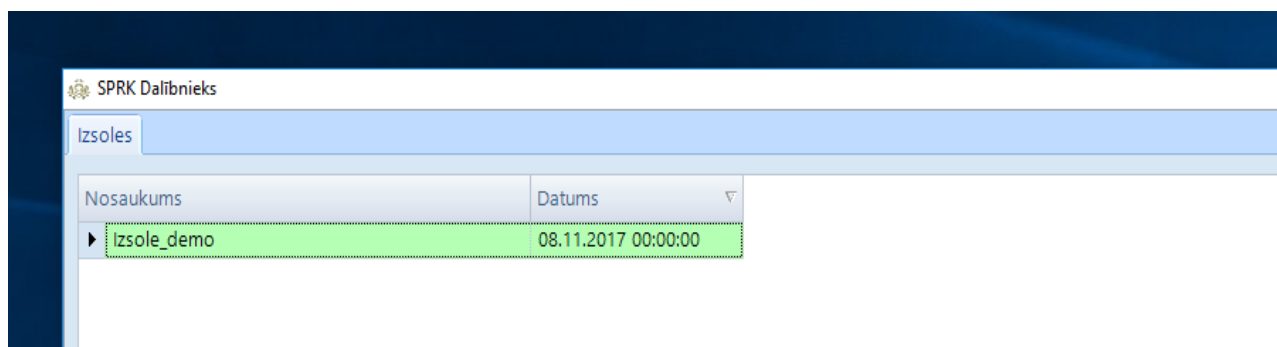 SPRK Dalībnieks
Izsoles
Nosaukums Datums
Izsole_demo 08.11.2017 00:00:00